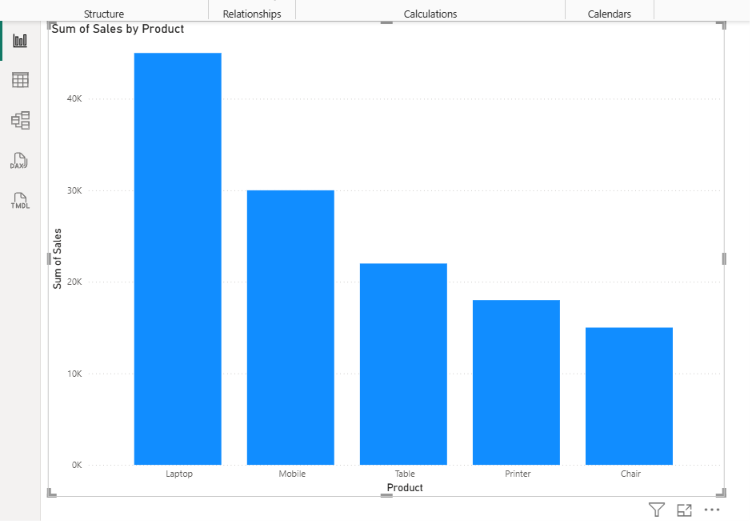 Structure
Relationships
Calculations
Calendars
Sum of Sales by Product
DAX
TMDL
Sum of Sales
40K
30K
20K
10K
0K
Laptop
Mobile
Table
Printer
Chair
Product